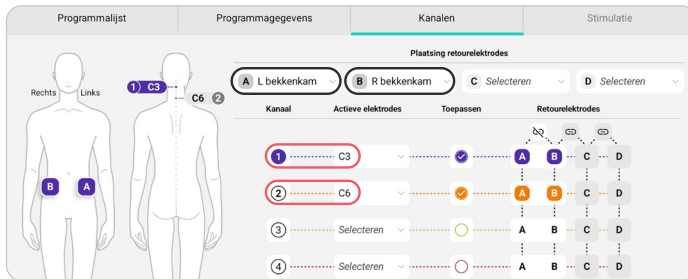 Programmalijst Programmagegevens Kanalen Stimulatie
Plaatsing retourelektrodes
A L bekkenkam B R bekkenkam C Selecteren D Selecteren
Rechts Links
1 C3
C6 2
Kanaal Actieve elektrodes Toepassen Retourelektrodes
1 C3 A B C D
2 C6 A B C D
3 Selecteren A B C D
4 Selecteren A B C D
B A